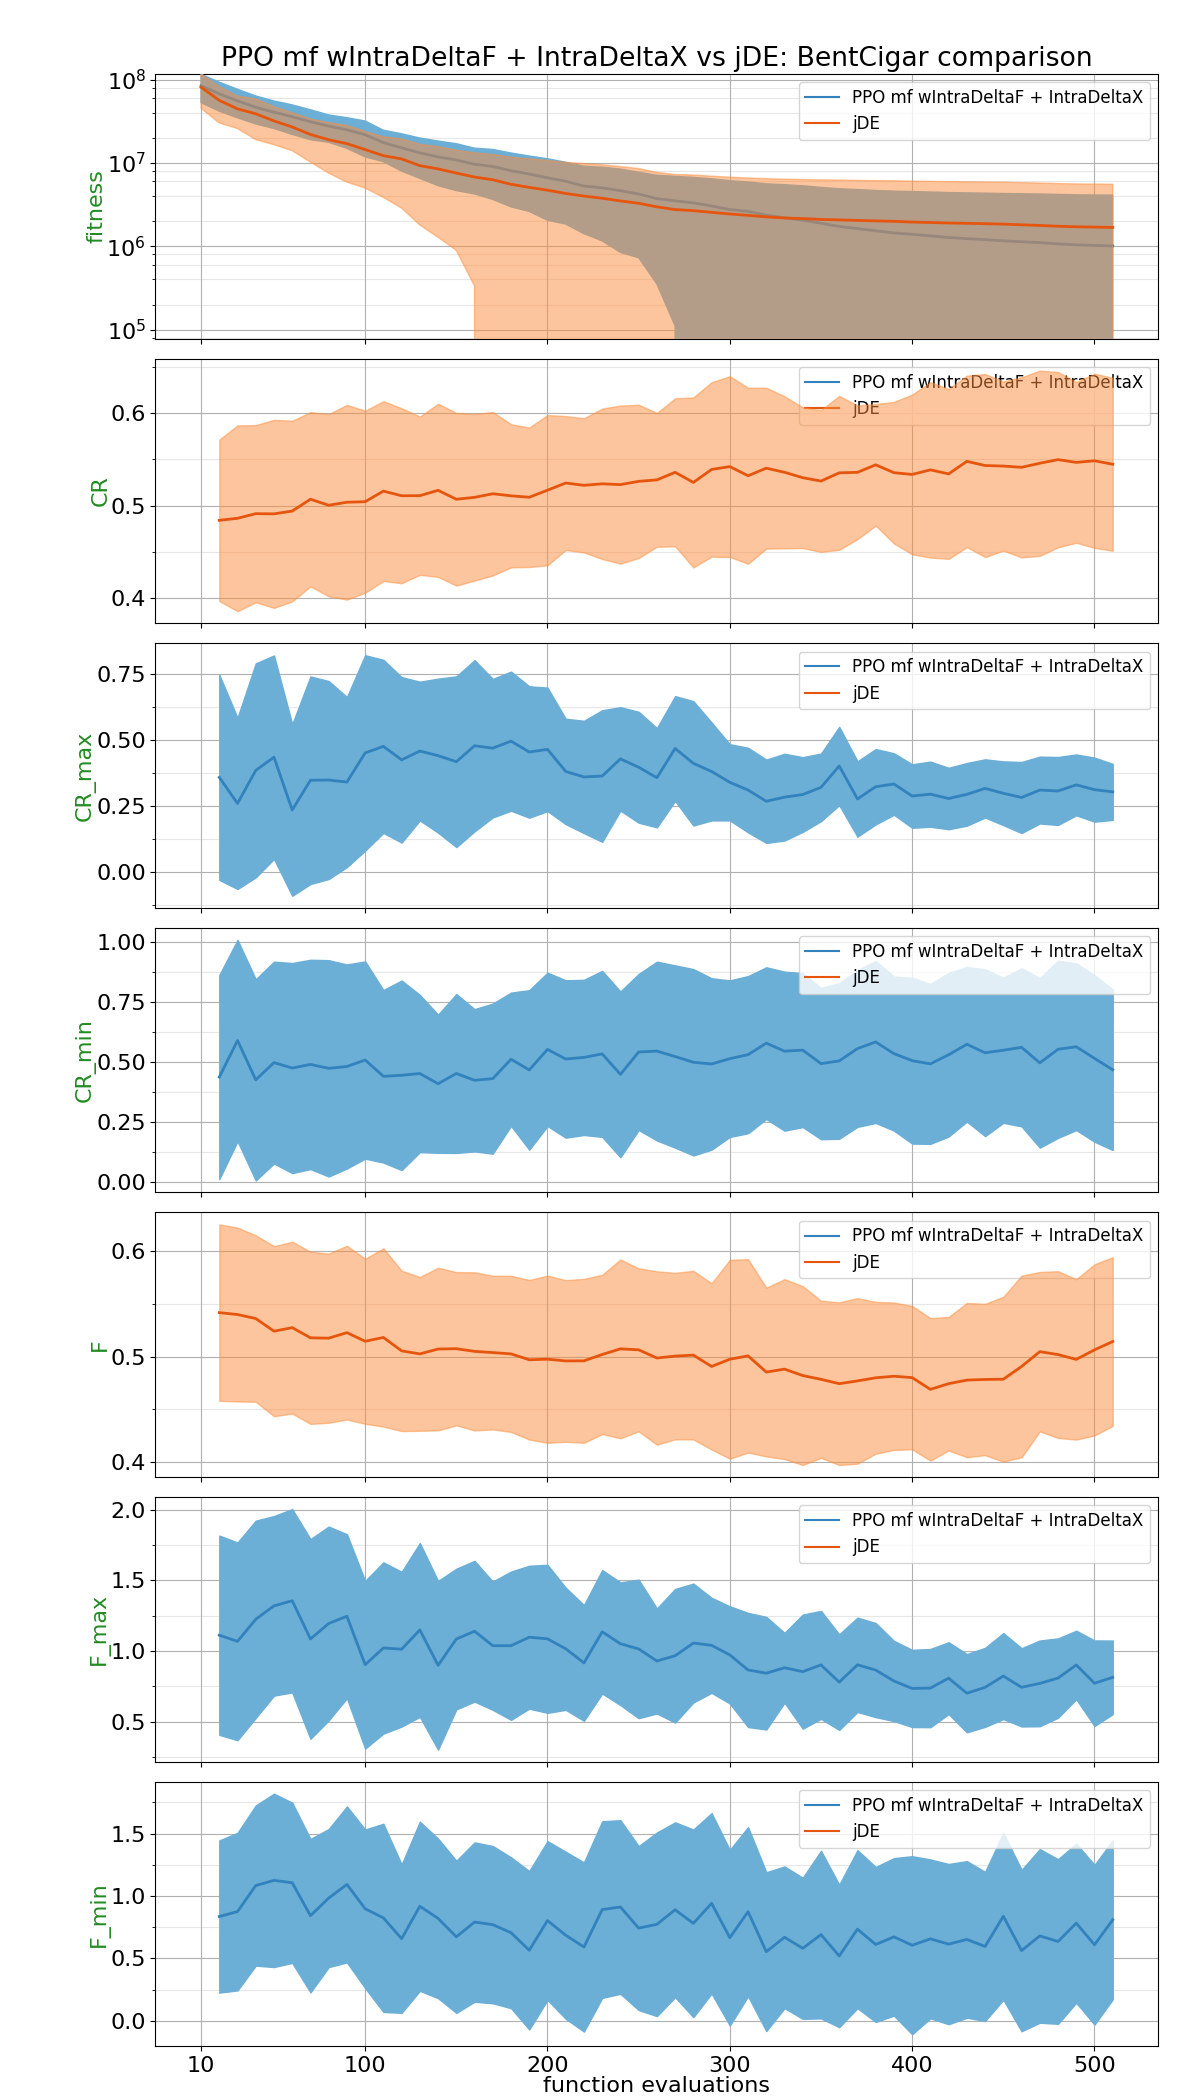 PPO mf wIntraDeltaF + IntraDeltaX vs jDE: BentCigar comparison
10⁸
10⁷
10⁶
10⁵
fitness
PPO mf wIntraDeltaF + IntraDeltaX
jDE
0.6
0.5
0.4
CR
PPO mf wIntraDeltaF + IntraDeltaX
jDE
0.75
0.50
0.25
0.00
CR_max
PPO mf wIntraDeltaF + IntraDeltaX
jDE
1.00
0.75
0.50
0.25
0.00
CR_min
PPO mf wIntraDeltaF + IntraDeltaX
jDE
0.6
0.5
0.4
F
PPO mf wIntraDeltaF + IntraDeltaX
jDE
2.0
1.5
1.0
0.5
F_max
PPO mf wIntraDeltaF + IntraDeltaX
jDE
1.5
1.0
0.5
0.0
F_min
PPO mf wIntraDeltaF + IntraDeltaX
jDE
10 100 200 300 400 500
function evaluations